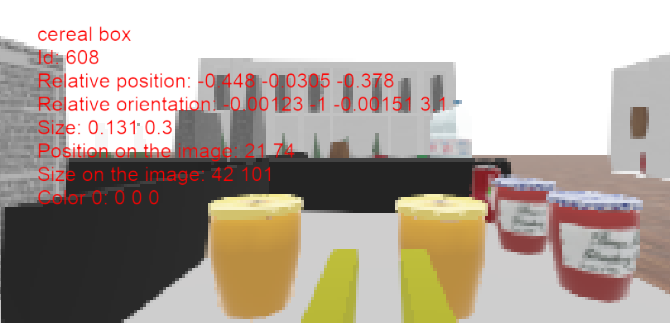 cereal box
Id: 608
Relative position: -0.448 -0.0305 -0.378
Relative orientation: -0.00123 -1 -0.00151 3.1
Size: 0.131 0.3
Position on the image: 21 74
Size on the image: 42 101
Color 0: 0 0 0